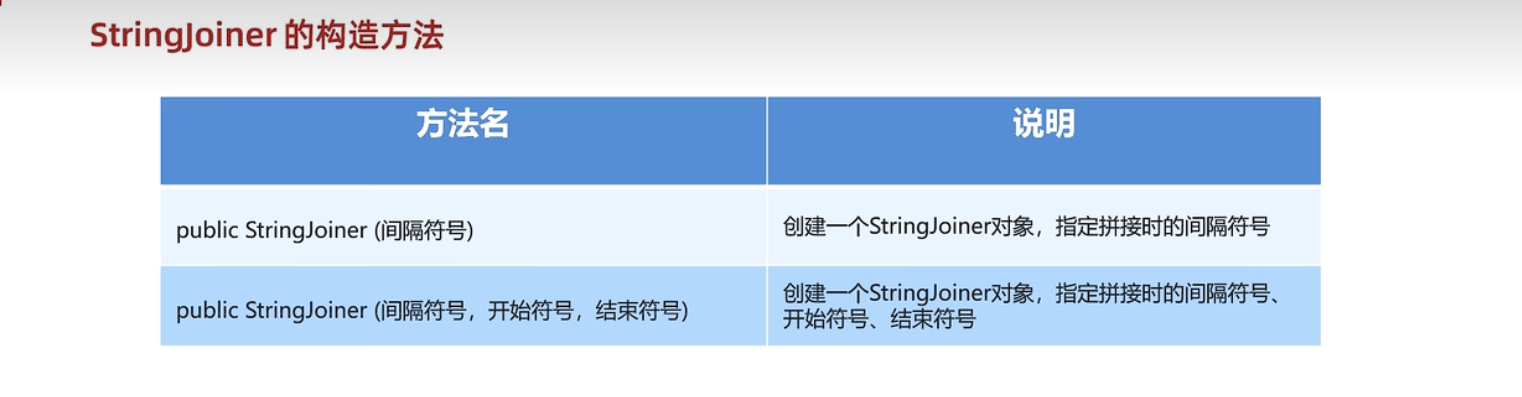 StringJoiner 的构造方法
方法名
说明
public StringJoiner (间隔符号)
创建一个StringJoiner对象，指定拼接时的间隔符号
public StringJoiner (间隔符号，开始符号，结束符号)
创建一个StringJoiner对象，指定拼接时的间隔符号、
开始符号、结束符号